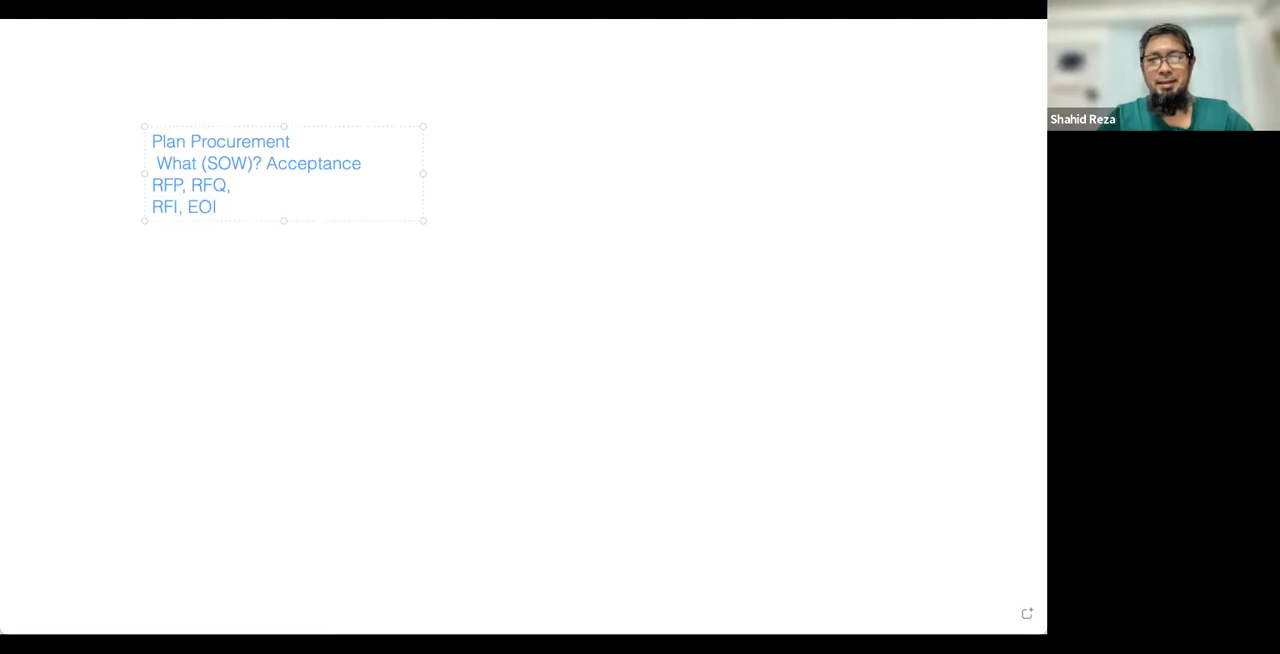 Plan Procurement
What (SOW)? Acceptance
RFP, RFQ,
RFI, EOI
Shahid Reza